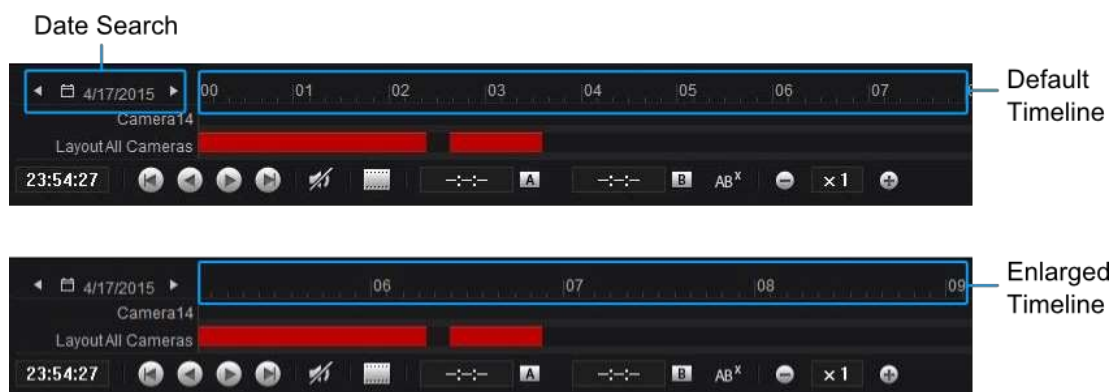 Date Search
4/17/2015 00 01 02 03 04 05 06 07
Default
Timeline
Camera14
Layout All Cameras
23:54:27 --:--:-- A --:--:-- B ABˣ ×1
Enlarged
Timeline
4/17/2015 06 07 08 09
Camera14
Layout All Cameras
23:54:27 --:--:-- A --:--:-- B ABˣ ×1